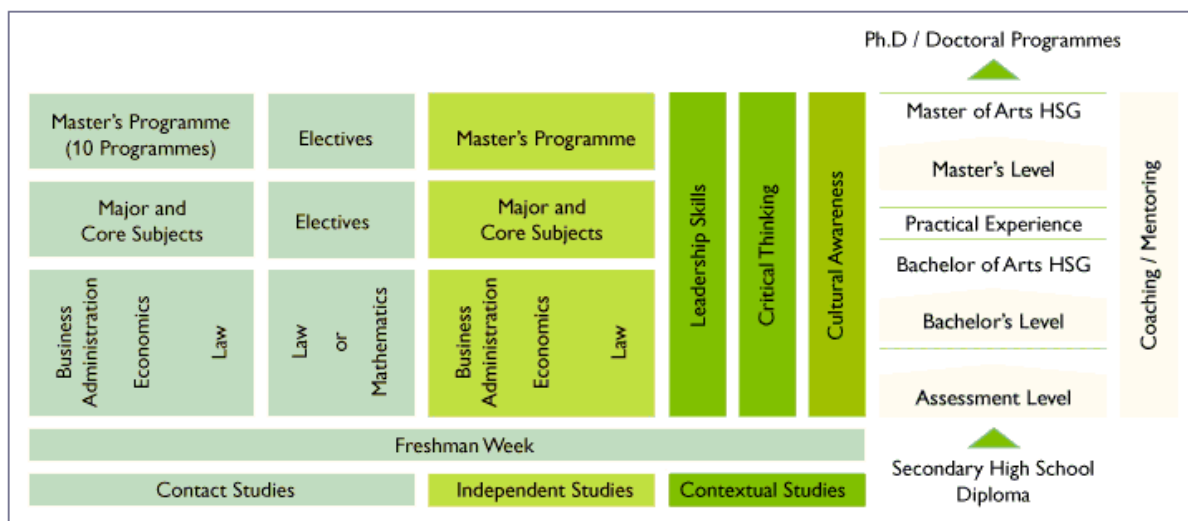 Ph.D / Doctoral Programmes
Master's Programme
(10 Programmes)
Electives
Master's Programme
Major and
Core Subjects
Electives
Major and
Core Subjects
Business
Administration
Economics
Law
Law
or
Mathematics
Business
Administration
Economics
Law
Leadership Skills
Critical Thinking
Cultural Awareness
Master of Arts HSG
Master's Level
Practical Experience
Bachelor of Arts HSG
Bachelor's Level
Assessment Level
Coaching / Mentoring
Freshman Week
Secondary High School
Diploma
Contact Studies
Independent Studies
Contextual Studies